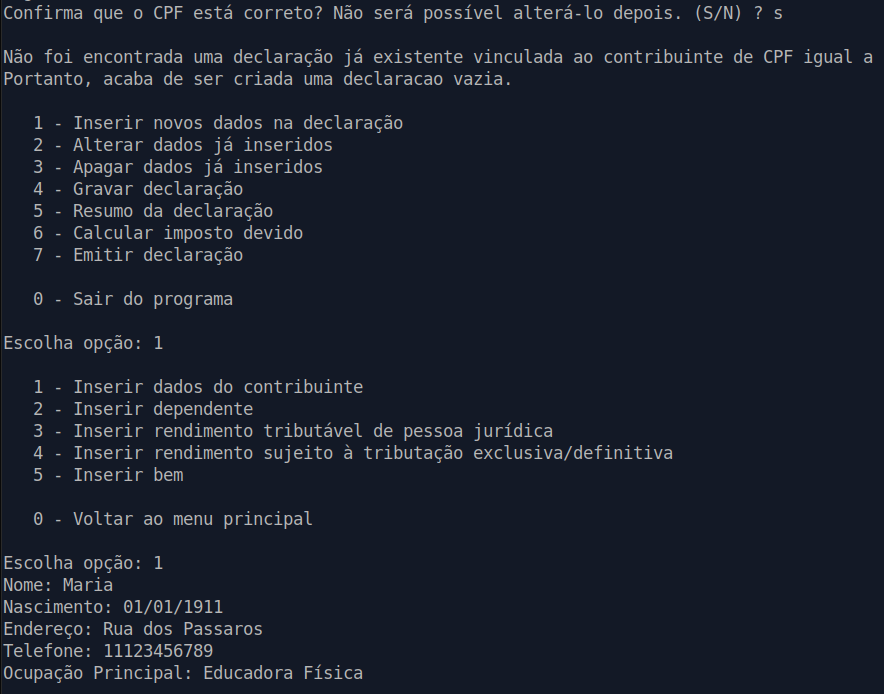 Confirma que o CPF está correto? Não será possível alterá-lo depois. (S/N) ? s
Não foi encontrada uma declaração já existente vinculada ao contribuinte de CPF igual a
Portanto, acaba de ser criada uma declaracao vazia.
1 - Inserir novos dados na declaração
2 - Alterar dados já inseridos
3 - Apagar dados já inseridos
4 - Gravar declaração
5 - Resumo da declaração
6 - Calcular imposto devido
7 - Emitir declaração
0 - Sair do programa
Escolha opção: 1
1 - Inserir dados do contribuinte
2 - Inserir dependente
3 - Inserir rendimento tributável de pessoa jurídica
4 - Inserir rendimento sujeito à tributação exclusiva/definitiva
5 - Inserir bem
0 - Voltar ao menu principal
Escolha opção: 1
Nome: Maria
Nascimento: 01/01/1911
Endereço: Rua dos Passaros
Telefone: 11123456789
Ocupação Principal: Educadora Física